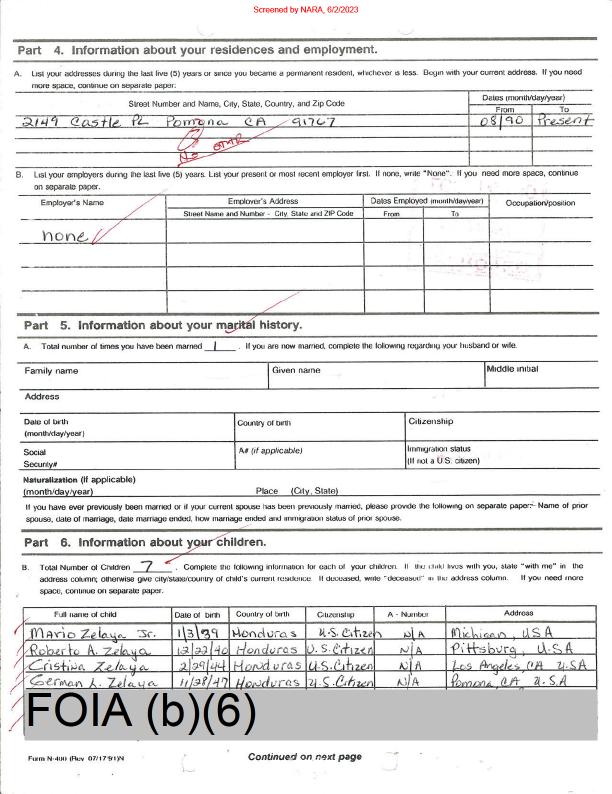 Screened by NARA, 6/2/2023
Part 4. Information about your residences and employment.
A. List your addresses during the last five (5) years or since you became a permanent resident, whichever is less. Begin with your current address. If you need
more space, continue on separate paper:
Street Number and Name, City, State, Country, and Zip Code
Dates (month/day/year)
From To
2149 Castle PL Pomona CA 91767 08/90 Present
No other
B. List your employers during the last five (5) years. List your present or most recent employer first. If none, write "None". If you need more space, continue
on separate paper.
Employer's Name Employer's Address Dates Employed (month/day/year) Occupation/position
Street Name and Number - City, State and ZIP Code From To
none
Part 5. Information about your marital history.
A. Total number of times you have been married 1 . If you are now married, complete the following regarding your husband or wife.
Family name Given name Middle initial
Address
Date of birth Country of birth Citizenship
(month/day/year)
Social A# (if applicable) Immigration status
Security# (If not a U.S. citizen)
Naturalization (If applicable)
(month/day/year) Place (City, State)
If you have ever previously been married or if your current spouse has been previously married, please provide the following on separate paper: Name of prior
spouse, date of marriage, date marriage ended, how marriage ended and immigration status of prior spouse.
Part 6. Information about your children.
B. Total Number of Children 7 . Complete the following information for each of your children. If the child lives with you, state "with me" in the
address column; otherwise give city/state/country of child's current residence. If deceased, write "deceased" in the address column. If you need more
space, continue on separate paper.
Full name of child Date of birth Country of birth Citizenship A - Number Address
Mario Zelaya Jr. 1/3/39 Honduras U.S. Citizen N/A Michigan, USA
Roberto A. Zelaya 12/22/40 Honduras U.S. Citizen N/A Pittsburg, U.S.A
Cristina Zelaya 2/29/44 Honduras U.S. Citizen N/A Los Angeles, CA U.S.A
German L. Zelaya 11/28/47 Honduras U.S. Citizen N/A Pomona, CA U.S.A
FOIA (b)(6)
Form N-400 (Rev 07/17/91)N Continued on next page